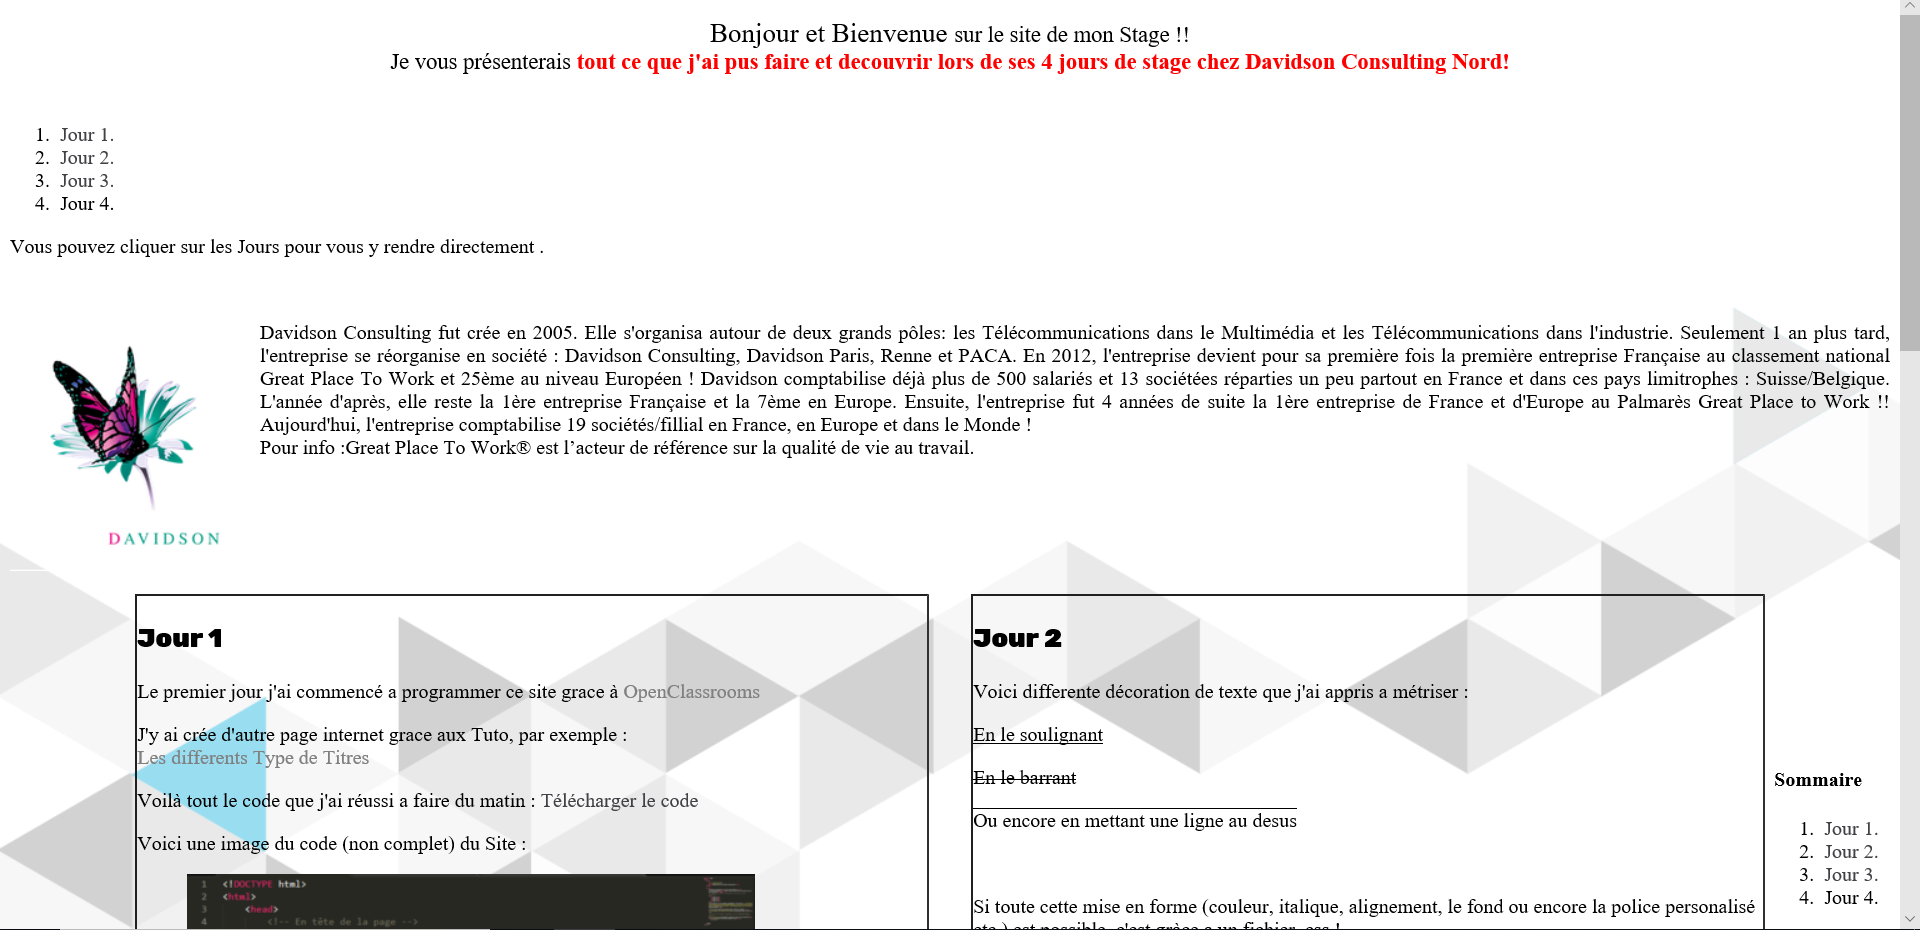 Bonjour et Bienvenue sur le site de mon Stage !!
Je vous présenterais tout ce que j'ai pus faire et decouvrir lors de ses 4 jours de stage chez Davidson Consulting Nord!
1. Jour 1.
2. Jour 2.
3. Jour 3.
4. Jour 4.
Vous pouvez cliquer sur les Jours pour vous y rendre directement .
Davidson Consulting fut crée en 2005. Elle s'organisa autour de deux grands pôles: les Télécommunications dans le Multimédia et les Télécommunications dans l'industrie. Seulement 1 an plus tard,
l'entreprise se réorganise en société : Davidson Consulting, Davidson Paris, Renne et PACA. En 2012, l'entreprise devient pour sa première fois la première entreprise Française au classement national
Great Place To Work et 25ème au niveau Européen ! Davidson comptabilise déjà plus de 500 salariés et 13 sociétées réparties un peu partout en France et dans ces pays limitrophes : Suisse/Belgique.
L'année d'après, elle reste la 1ère entreprise Française et la 7ème en Europe. Ensuite, l'entreprise fut 4 années de suite la 1ère entreprise de France et d'Europe au Palmarès Great Place to Work !!
Aujourd'hui, l'entreprise comptabilise 19 sociétés/fillial en France, en Europe et dans le Monde !
Pour info :Great Place To Work® est l’acteur de référence sur la qualité de vie au travail.
DAVIDSON
Jour 1
Le premier jour j'ai commencé a programmer ce site grace à OpenClassrooms
J'y ai crée d'autre page internet grace aux Tuto, par exemple :
Les differents Type de Titres
Voilà tout le code que j'ai réussi a faire du matin : Télécharger le code
Voici une image du code (non complet) du Site :
1 <!DOCTYPE html>
2 <html>
3 <head>
4 <!-- En tête de la page -->
Jour 2
Voici differente décoration de texte que j'ai appris a métriser :
En le soulignant
En le barrant
Ou encore en mettant une ligne au desus
Si toute cette mise en forme (couleur, italique, alignement, le fond ou encore la police personalisé
etc.) est possible, c'est grâce a un fichier .css !
Sommaire
1. Jour 1.
2. Jour 2.
3. Jour 3.
4. Jour 4.